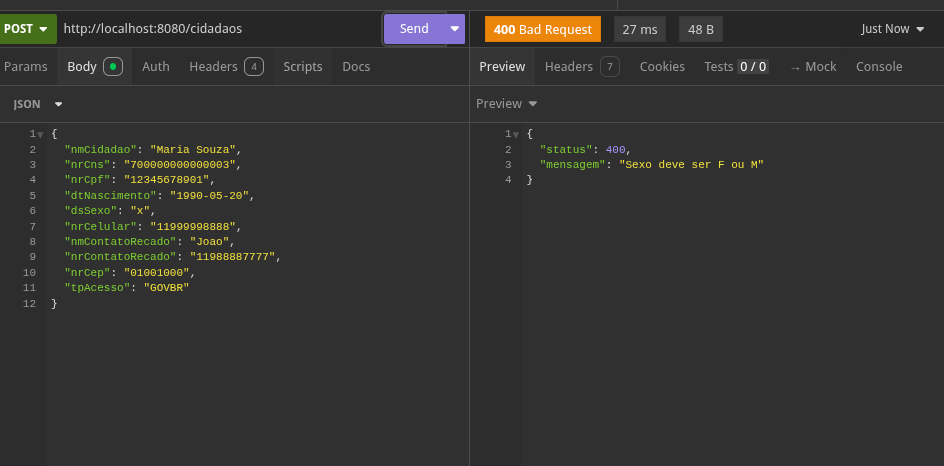 POST http://localhost:8080/cidadaos Send 400 Bad Request 27 ms 48 B Just Now
Params Body Auth Headers 4 Scripts Docs Preview Headers 7 Cookies Tests 0 / 0 → Mock Console
JSON
Preview
1 {
2 "nmCidadao": "Maria Souza",
3 "nrCns": "700000000000003",
4 "nrCpf": "12345678901",
5 "dtNascimento": "1990-05-20",
6 "dsSexo": "x",
7 "nrCelular": "11999998888",
8 "nmContatoRecado": "Joao",
9 "nrContatoRecado": "11988887777",
10 "nrCep": "01001000",
11 "tpAcesso": "GOVBR"
12 }
1 {
2 "status": 400,
3 "mensagem": "Sexo deve ser F ou M"
4 }